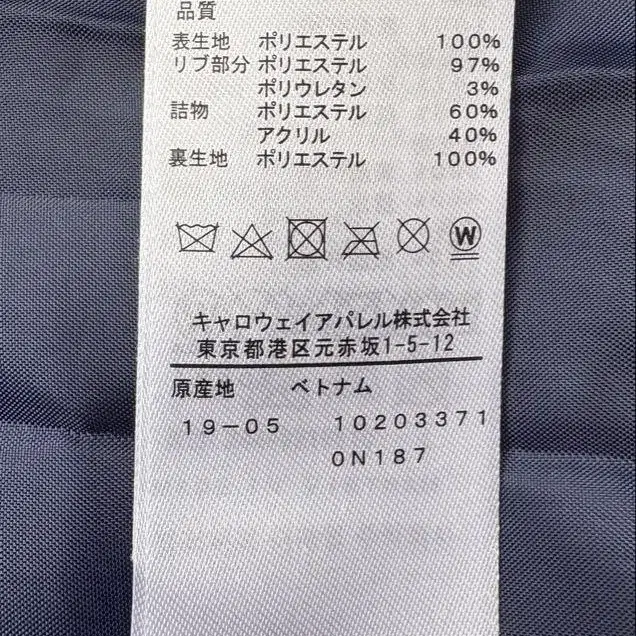 品質
表生地 ポリエステル 100%
リブ部分 ポリエステル 97%
ポリウレタン 3%
詰物 ポリエステル 60%
アクリル 40%
裏生地 ポリエステル 100%
W
キャロウェイアパレル株式会社
東京都港区元赤坂1-5-12
原産地 ベトナム
19-05 10203371
0N187